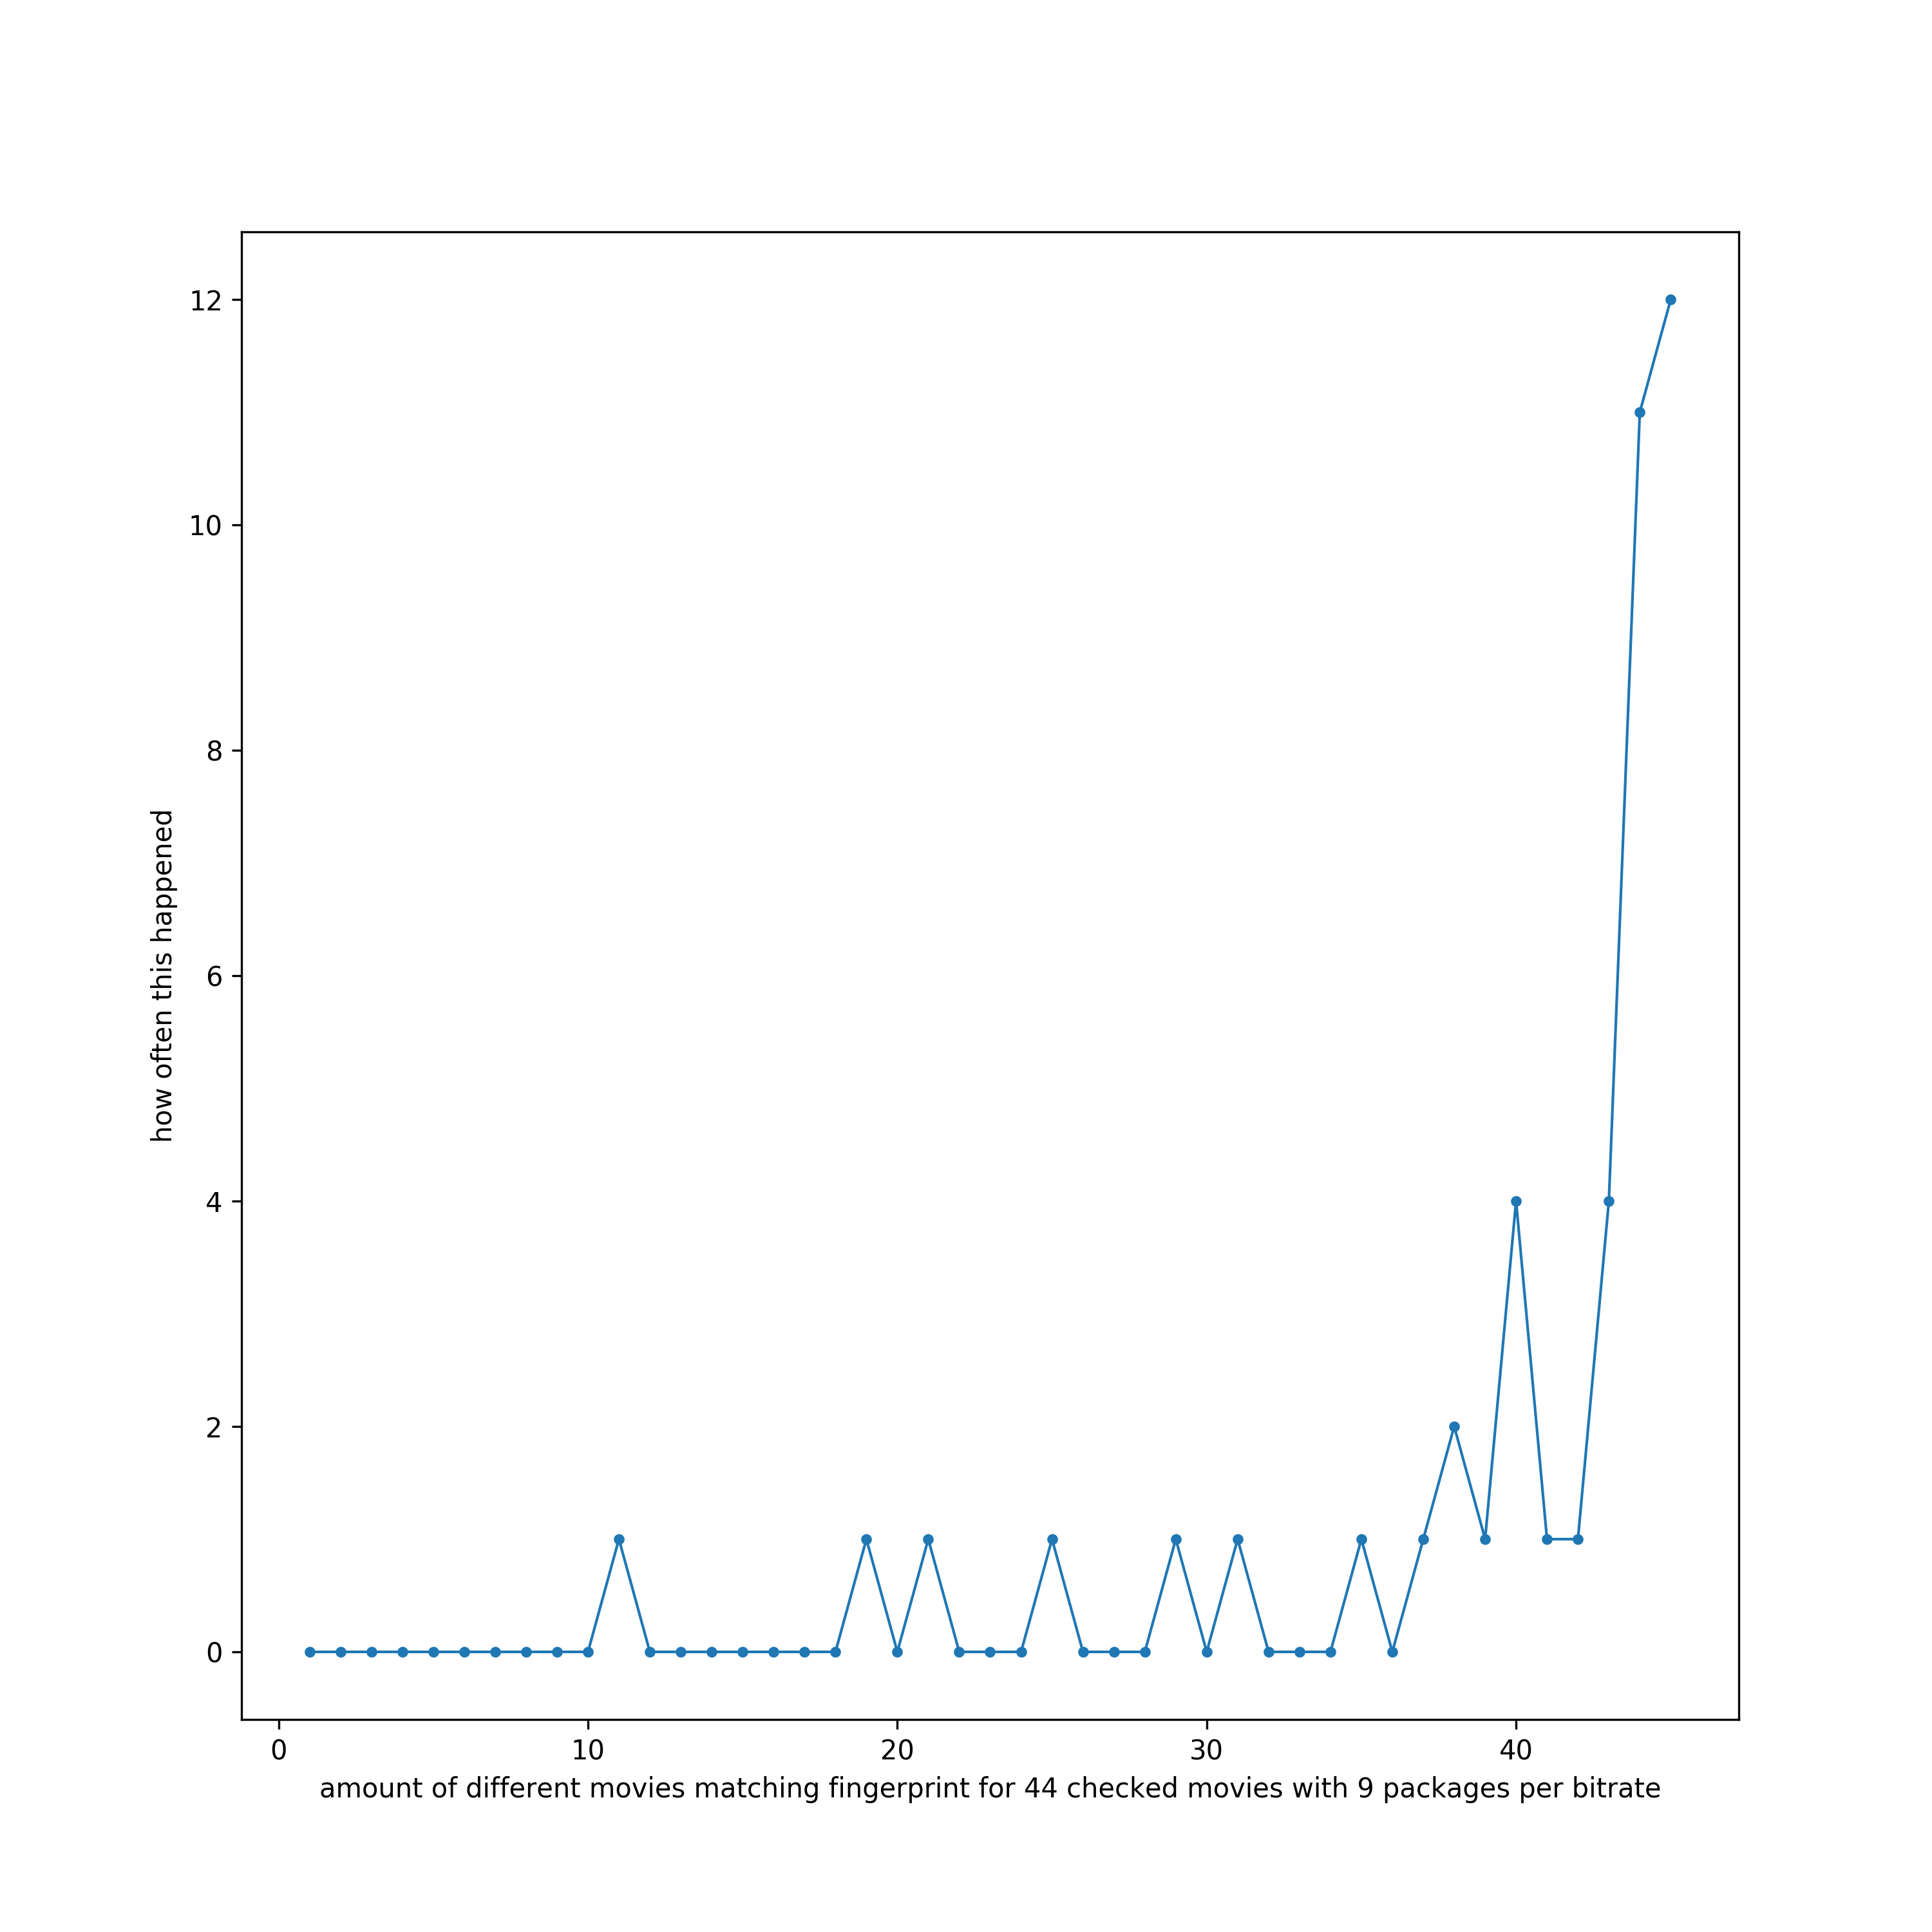 12
10
8
6
4
2
0
how often this happened
0 10 20 30 40
amount of different movies matching fingerprint for 44 checked movies with 9 packages per bitrate